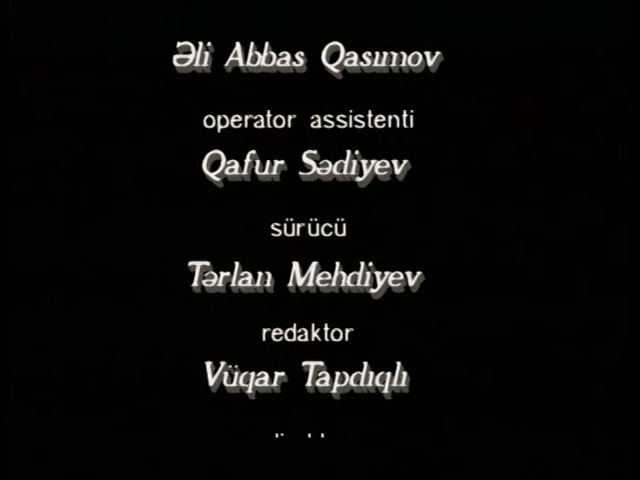 Əli Abbas Qasımov
operator assistenti
Qafur Sədiyev
sürücü
Tərlan Mehdiyev
redaktor
Vüqar Tapdıqlı